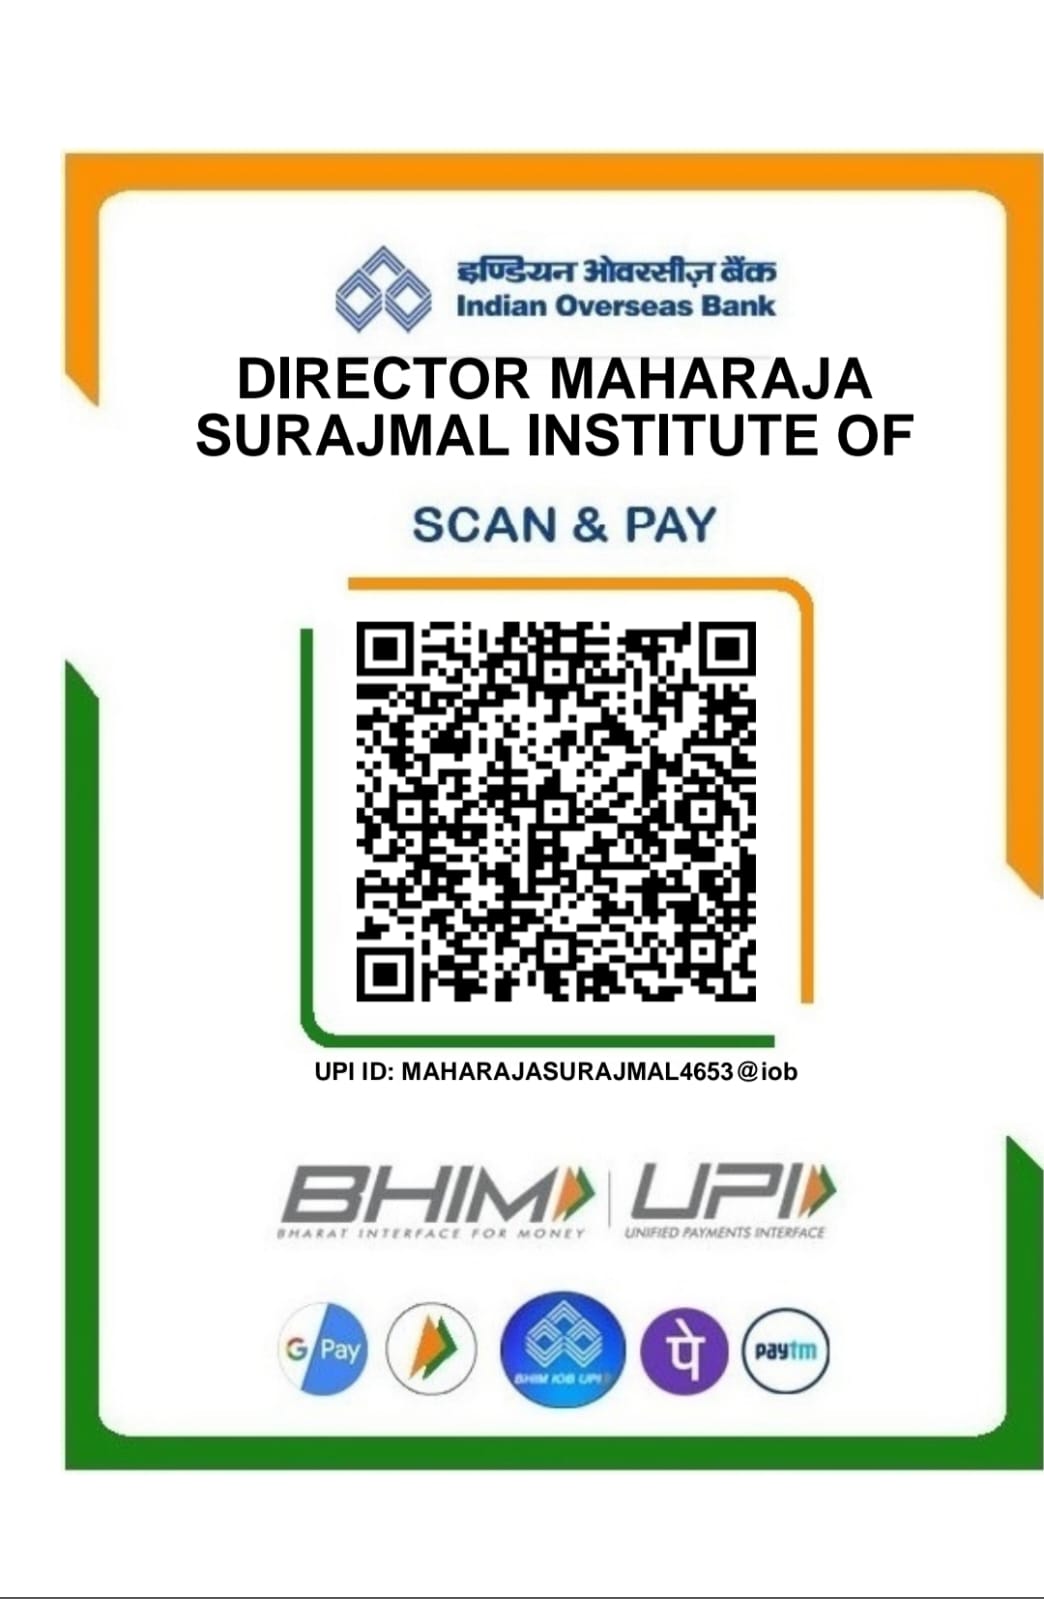 इण्डियन ओवरसीज़ बैंक
Indian Overseas Bank
DIRECTOR MAHARAJA
SURAJMAL INSTITUTE OF
SCAN & PAY
UPI ID: MAHARAJASURAJMAL4653@iob
BHIM UPI
BHARAT INTERFACE FOR MONEY UNIFIED PAYMENTS INTERFACE
G Pay BHIM IOB UPI पे paytm